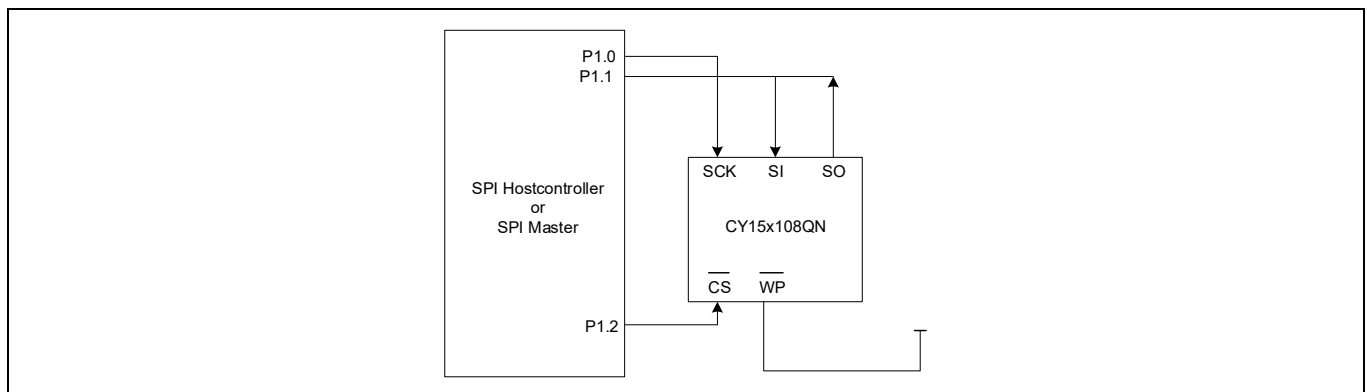 P1.0
P1.1
SCK SI SO
SPI Hostcontroller
or
SPI Master
CY15x108QN
CS WP
P1.2